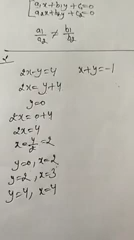 a₁x+b₁y+c₁=0
a₂x+b₂y+c₂=0
a₁/a₂ ≠ b₁/b₂
2x-y=4 x+y=-1
2x=y+4
y=0
2x=0+4
2x=4
x=4/2=2
y=0, x=2
y=2, x=3
y=4, x=4